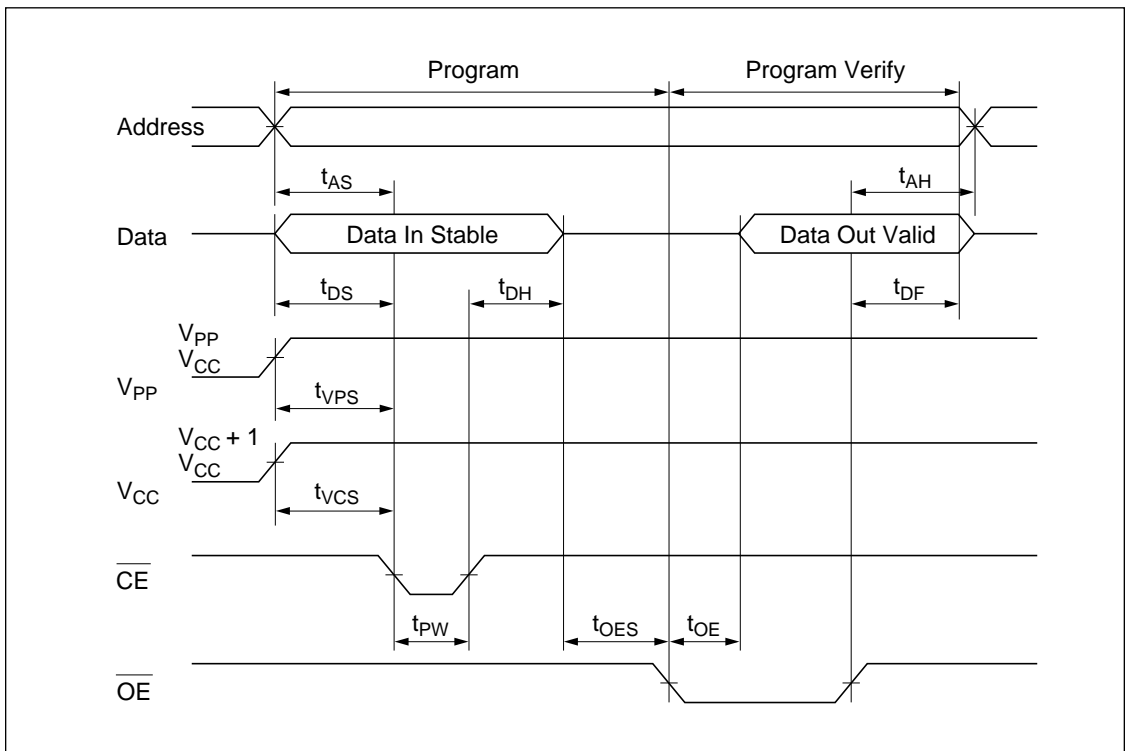 Program Program Verify
Address
tAS tAH
Data Data In Stable Data Out Valid
tDS tDH tDF
VPP
VCC
VPP
tVPS
VCC + 1
VCC
VCC
tVCS
CE
tPW tOES tOE
OE